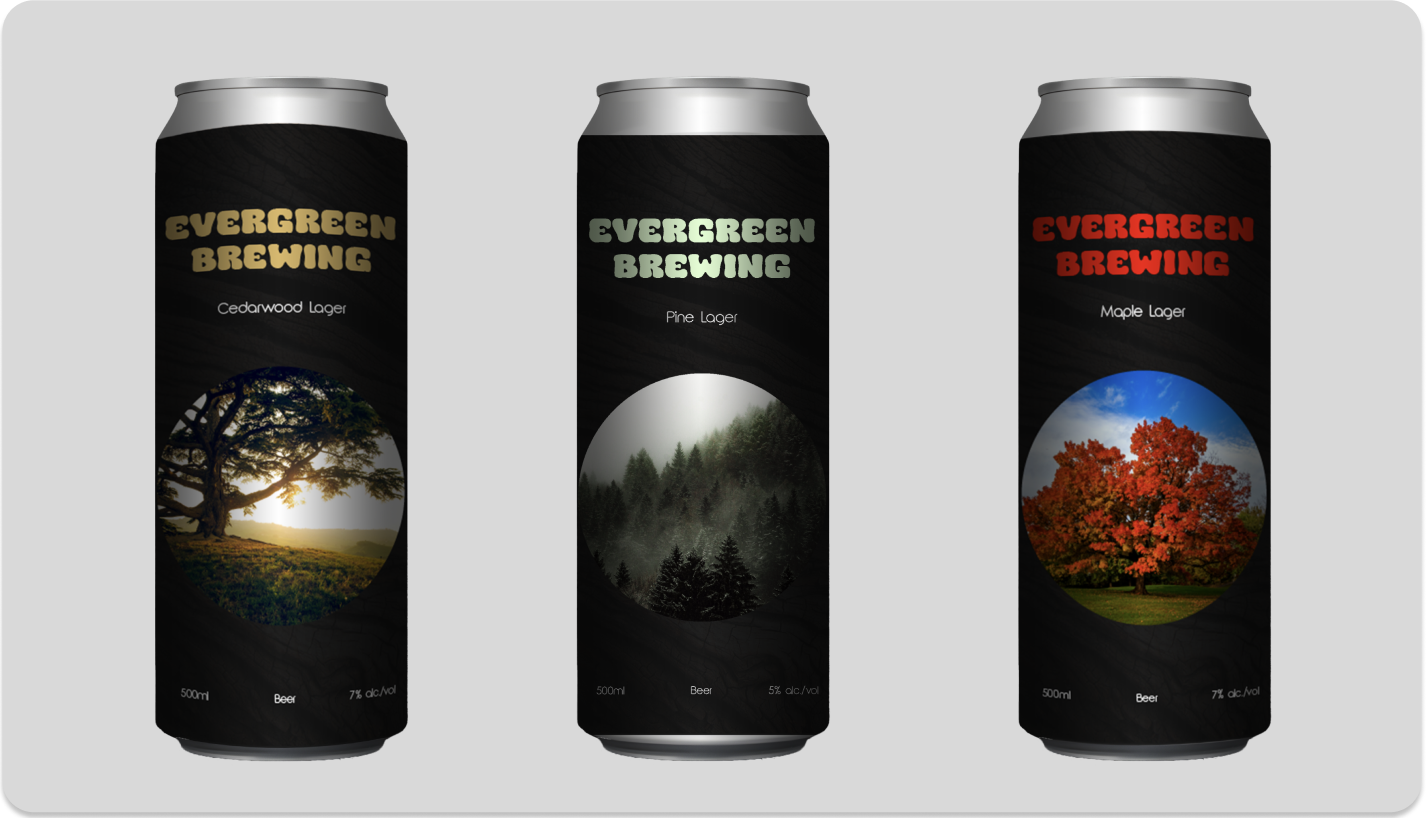 EVERGREEN
BREWING
Cedarwood Lager
500ml
Beer
7% alc./vol
EVERGREEN
BREWING
Pine Lager
500ml
Beer
5% alc./vol
EVERGREEN
BREWING
Maple Lager
500ml
Beer
7% alc./vol